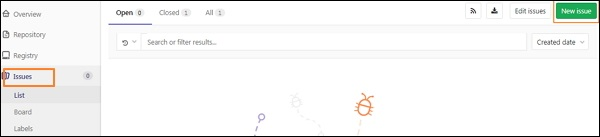 Overview
Repository
Registry
Issues 0
List
Board
Labels
Open 0 Closed 1 All 1
Edit issues New issue
Search or filter results... Created date